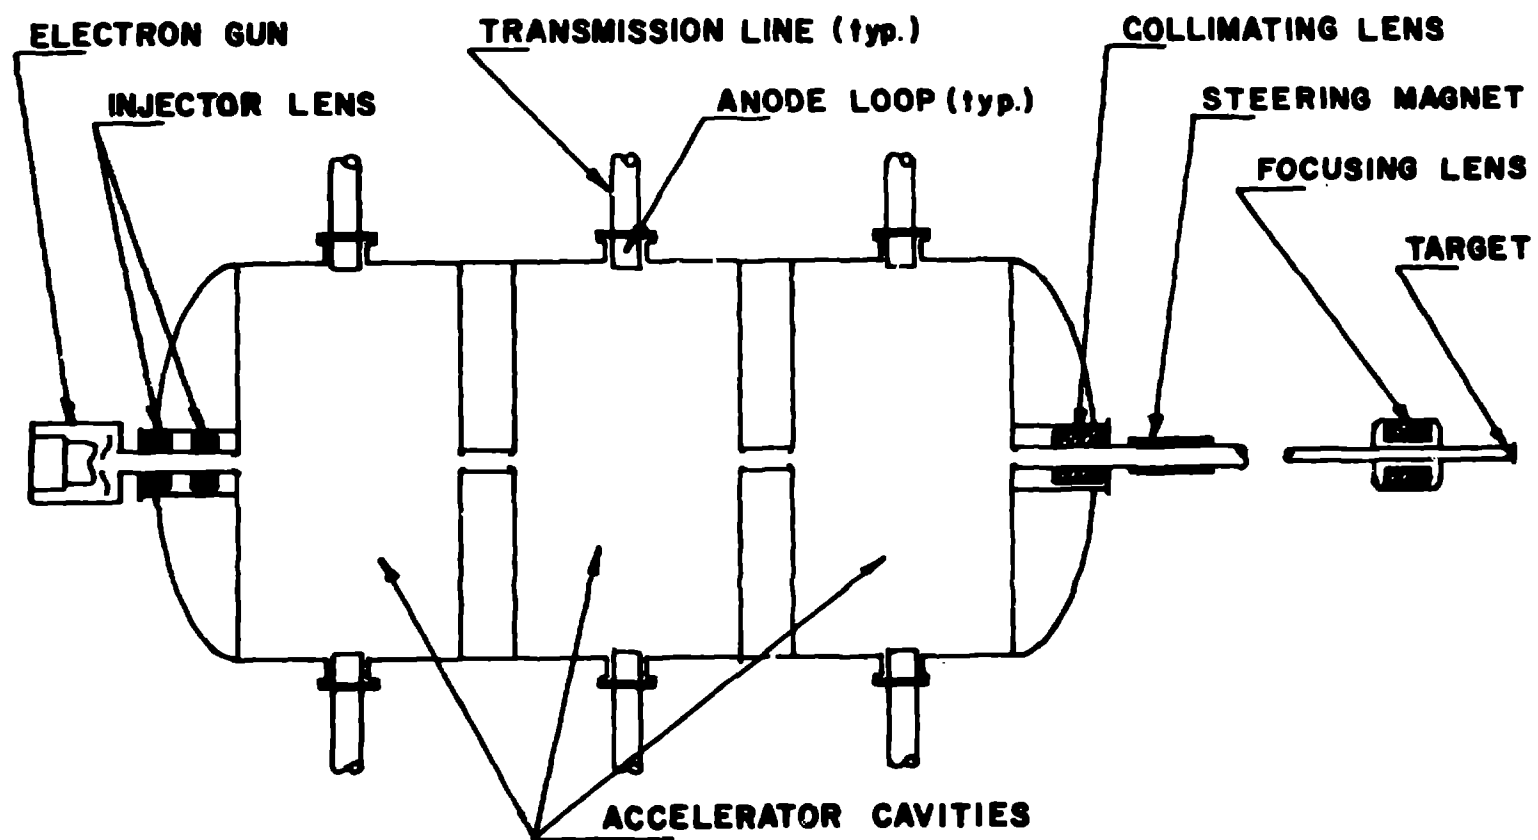 ELECTRON GUN
TRANSMISSION LINE (typ.)
COLLIMATING LENS
INJECTOR LENS
ANODE LOOP (typ.)
STEERING MAGNET
FOCUSING LENS
TARGET
ACCELERATOR CAVITIES